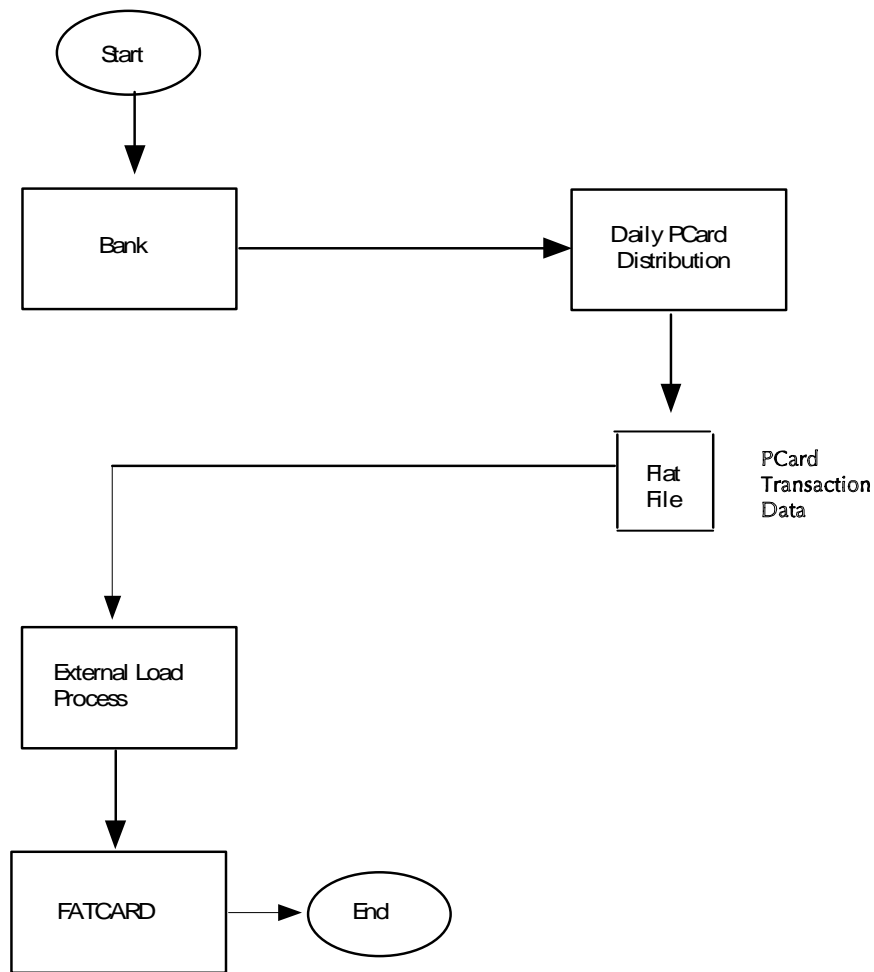 Start
Bank
Daily PCard
Distribution
Flat
File
PCard
Transaction
Data
External Load
Process
FATCARD
End